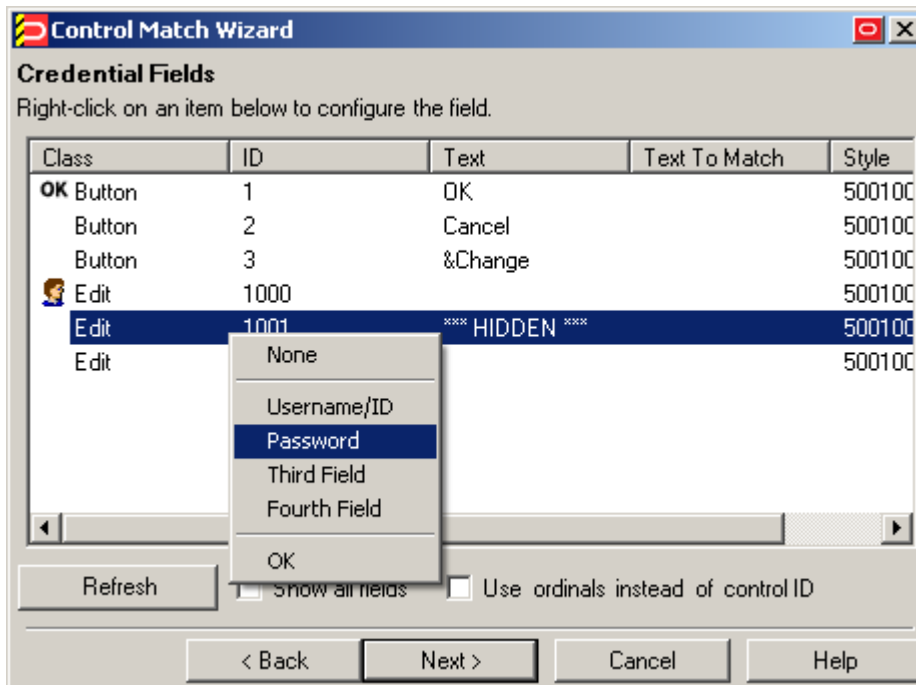 Control Match Wizard
Credential Fields
Right-click on an item below to configure the field.
Class ID Text Text To Match Style
OK Button 1 OK 500100
Button 2 Cancel 500100
Button 3 &Change 500100
Edit 1000 500100
Edit 1001 *** HIDDEN *** 500100
Edit 500100
None
Username/ID
Password
Third Field
Fourth Field
OK
Refresh Show all fields Use ordinals instead of control ID
< Back Next > Cancel Help